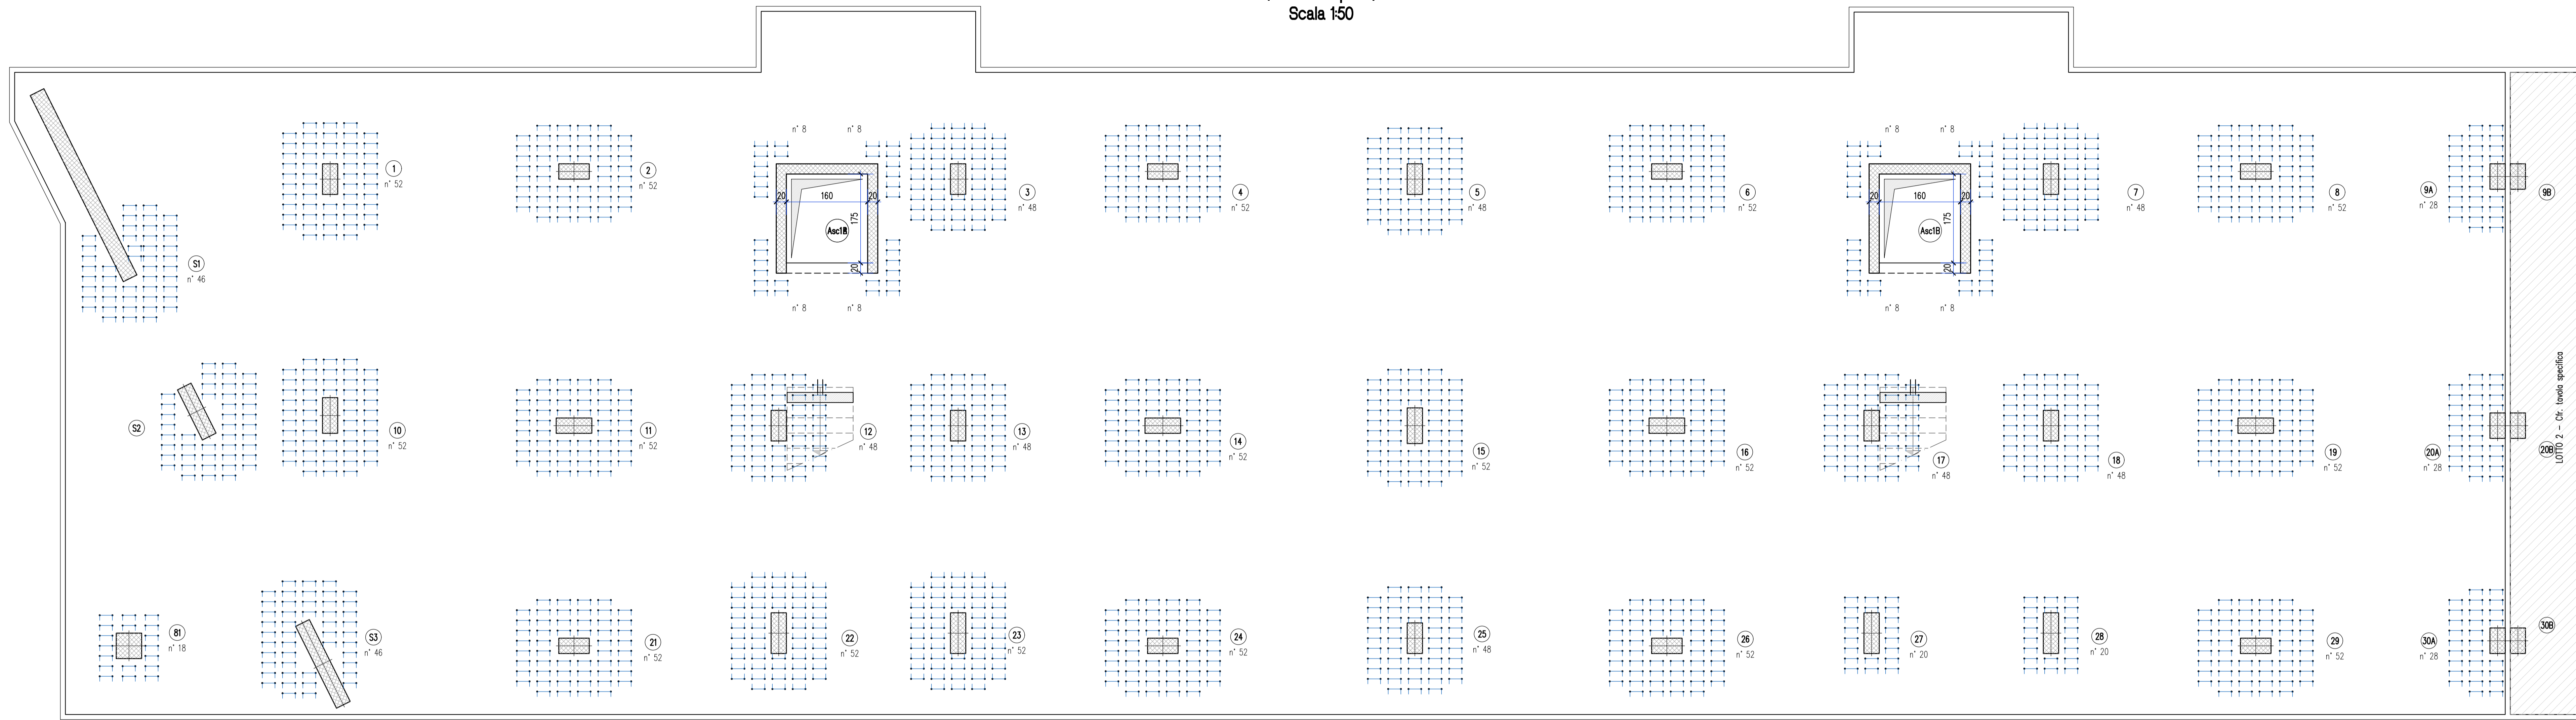 Scala 1:50
1
n° 52
2
n° 52
n° 8
n° 8
20
160
20
175
20
n° 8
n° 8
3
n° 48
4
n° 52
5
n° 48
6
n° 52
n° 8
n° 8
20
160
20
175
Asc1B
20
n° 8
n° 8
7
n° 48
8
n° 52
9A
n° 28
9B
S1
n° 46
S2
10
n° 52
11
n° 52
12
n° 48
13
n° 48
14
n° 52
15
n° 52
16
n° 52
17
n° 48
18
n° 48
19
n° 52
20A
n° 28
20B
LOTTO 2 - Cfr. tavola specifica
81
n° 18
S3
n° 46
21
n° 52
22
n° 52
23
n° 52
24
n° 52
25
n° 48
26
n° 52
27
n° 20
28
n° 20
29
n° 52
30A
n° 28
30B